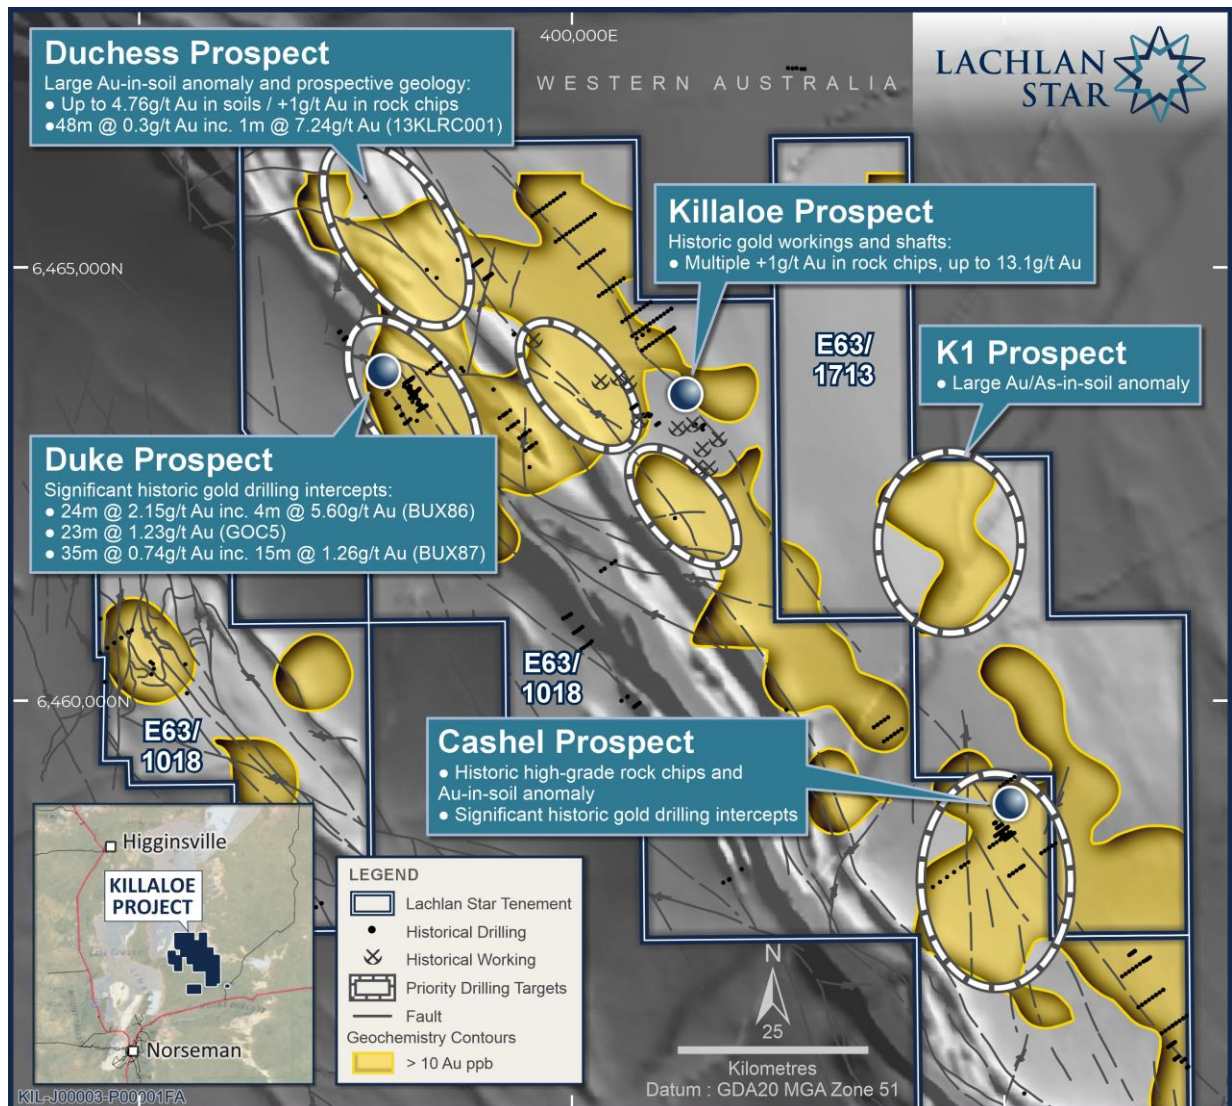 400,000E
WESTERN AUSTRALIA
LACHLAN
STAR
Duchess Prospect
Large Au-in-soil anomaly and prospective geology:
● Up to 4.76g/t Au in soils / +1g/t Au in rock chips
●48m @ 0.3g/t Au inc. 1m @ 7.24g/t Au (13KLRC001)
Killaloe Prospect
Historic gold workings and shafts:
● Multiple +1g/t Au in rock chips, up to 13.1g/t Au
6,465,000N
E63/
1713
K1 Prospect
● Large Au/As-in-soil anomaly
Duke Prospect
Significant historic gold drilling intercepts:
● 24m @ 2.15g/t Au inc. 4m @ 5.60g/t Au (BUX86)
● 23m @ 1.23g/t Au (GOC5)
● 35m @ 0.74g/t Au inc. 15m @ 1.26g/t Au (BUX87)
E63/
1018
6,460,000N
E63/
1018
Cashel Prospect
● Historic high-grade rock chips and
Au-in-soil anomaly
● Significant historic gold drilling intercepts
Higginsville
KILLALOE
PROJECT
Norseman
LEGEND
Lachlan Star Tenement
Historical Drilling
Historical Working
Priority Drilling Targets
Fault
Geochemistry Contours
> 10 Au ppb
N
25
Kilometres
Datum : GDA20 MGA Zone 51
KIL-J00003-P00001FA